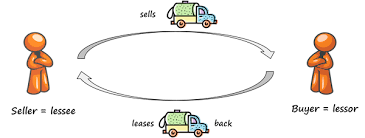 sells
Seller = lessee
Buyer = lessor
leases back